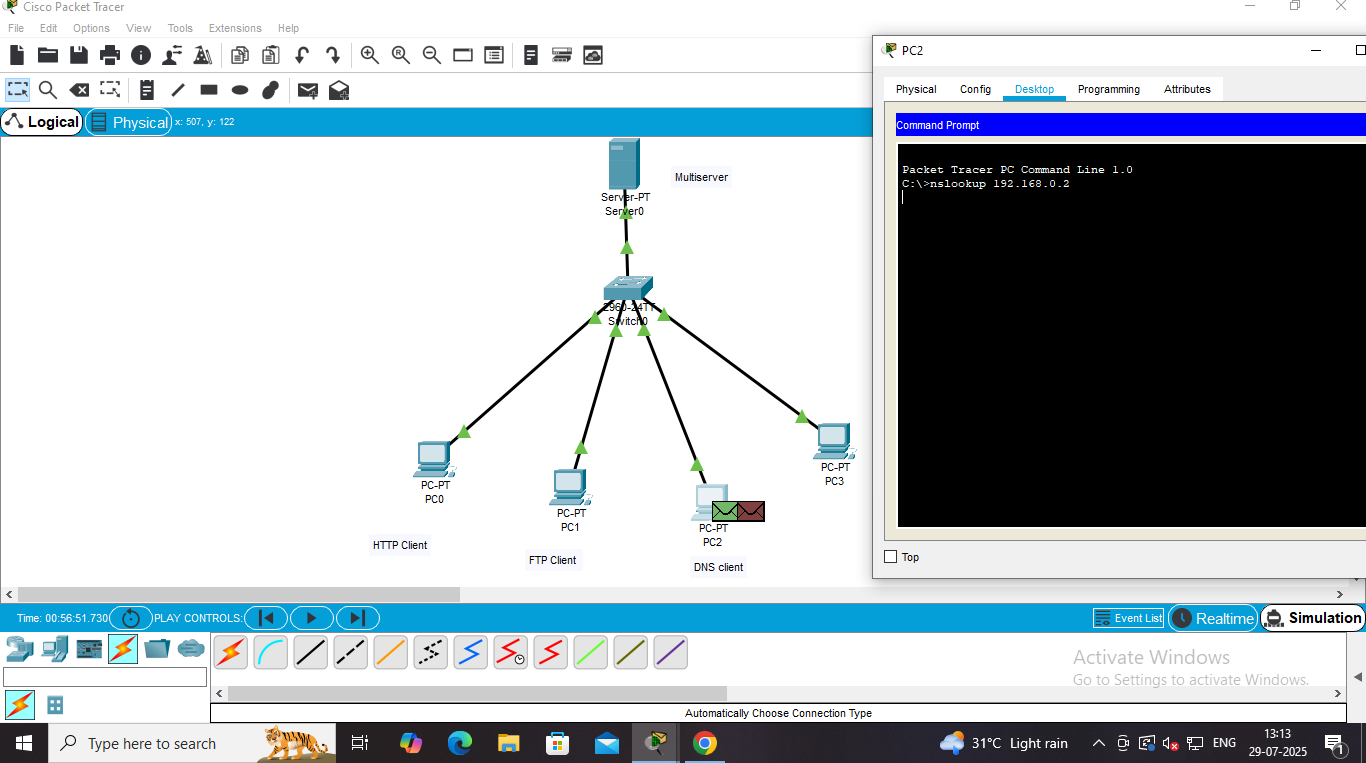 Cisco Packet Tracer
File Edit Options View Tools Extensions Help
Logical
Physical
x: 507, y: 122
Server-PT
Server0
Multiserver
2960-24TT
Switch0
PC-PT
PC0
HTTP Client
PC-PT
PC1
FTP Client
PC-PT
PC2
DNS client
PC-PT
PC3
PC2
Physical Config Desktop Programming Attributes
Command Prompt
Packet Tracer PC Command Line 1.0
C:\>nslookup 192.168.0.2
Top
Time: 00:56:51.730
PLAY CONTROLS:
Event List
Realtime
Simulation
Activate Windows
Go to Settings to activate Windows.
Automatically Choose Connection Type
Type here to search
31°C Light rain
ENG
13:13
29-07-2025
1